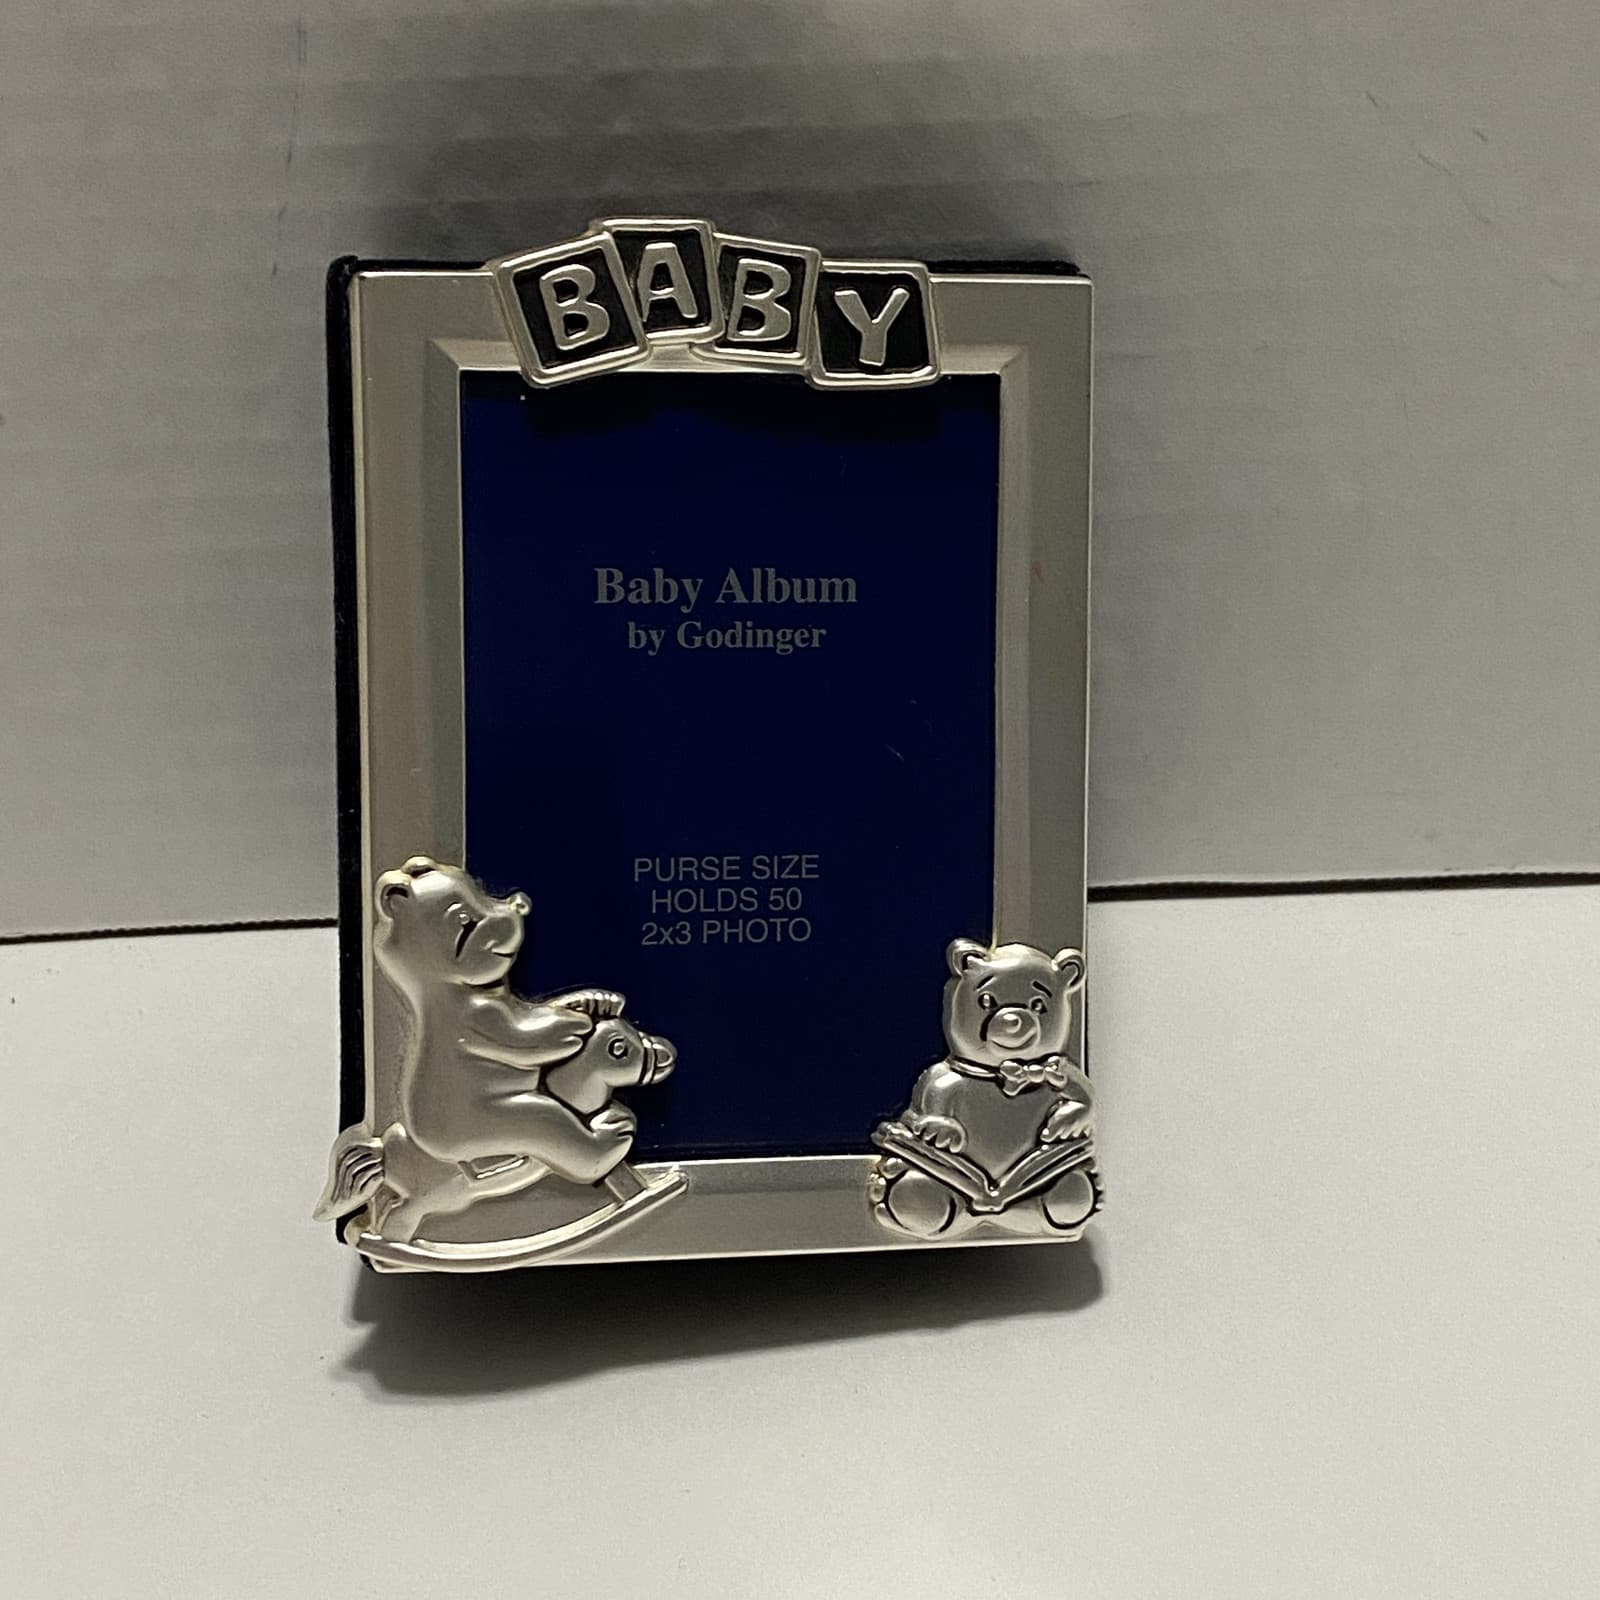 BABY
Baby Album
by Godinger
PURSE SIZE
HOLDS 50
2x3 PHOTO